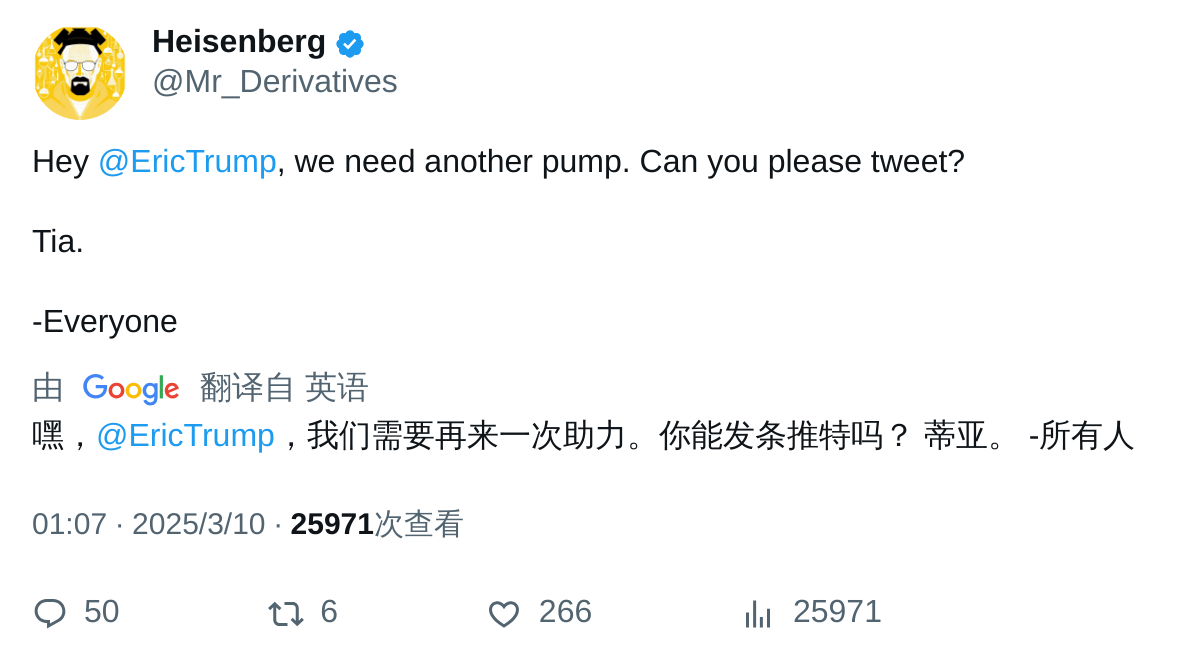 Heisenberg
@Mr_Derivatives
Hey @EricTrump, we need another pump. Can you please tweet?
Tia.
-Everyone
由 Google 翻译自 英语
嘿，@EricTrump，我们需要再来一次助力。你能发条推特吗？ 蒂亚。 -所有人
01:07 · 2025/3/10 · 25971次查看
50 6 266 25971